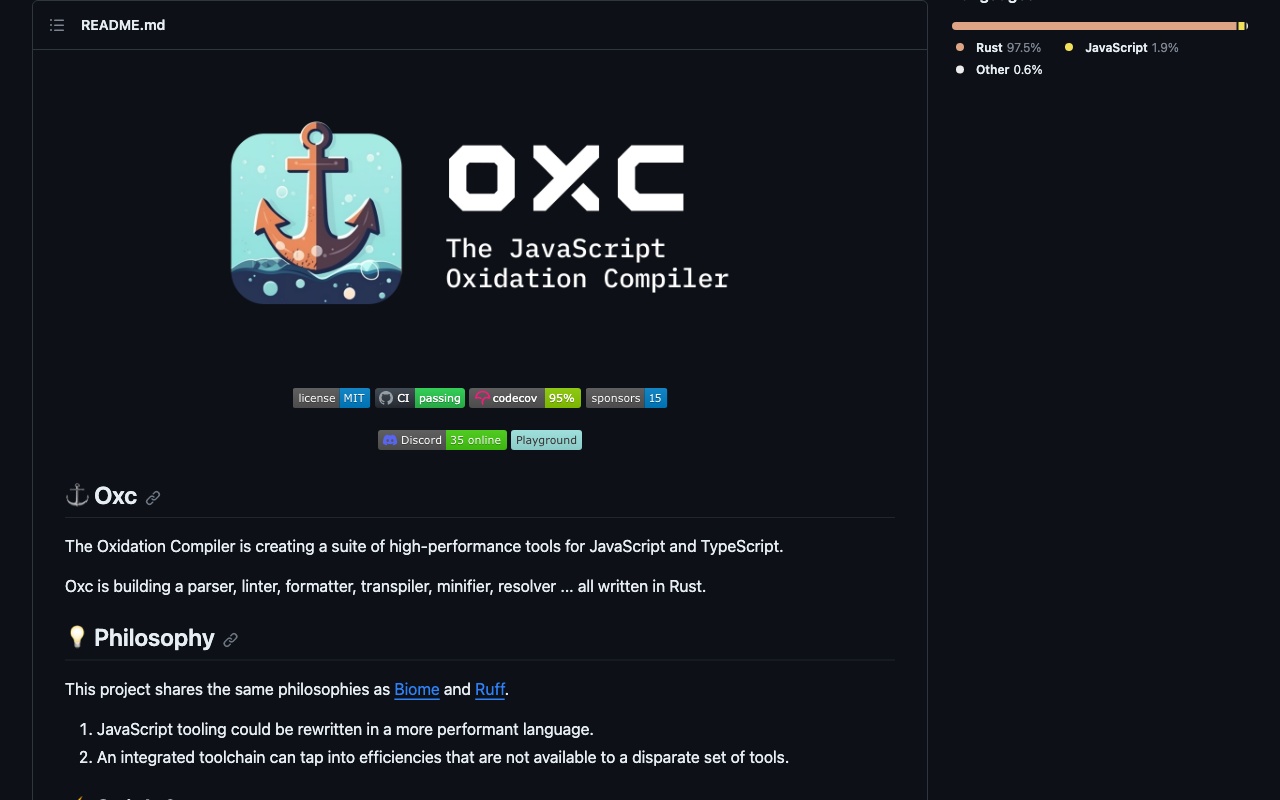 README.md
Rust 97.5% JavaScript 1.9%
Other 0.6%
OXC
The JavaScript
Oxidation Compiler
license MIT CI passing codecov 95% sponsors 15
Discord 35 online Playground
Oxc
The Oxidation Compiler is creating a suite of high-performance tools for JavaScript and TypeScript.
Oxc is building a parser, linter, formatter, transpiler, minifier, resolver ... all written in Rust.
Philosophy
This project shares the same philosophies as Biome and Ruff.
1. JavaScript tooling could be rewritten in a more performant language.
2. An integrated toolchain can tap into efficiencies that are not available to a disparate set of tools.